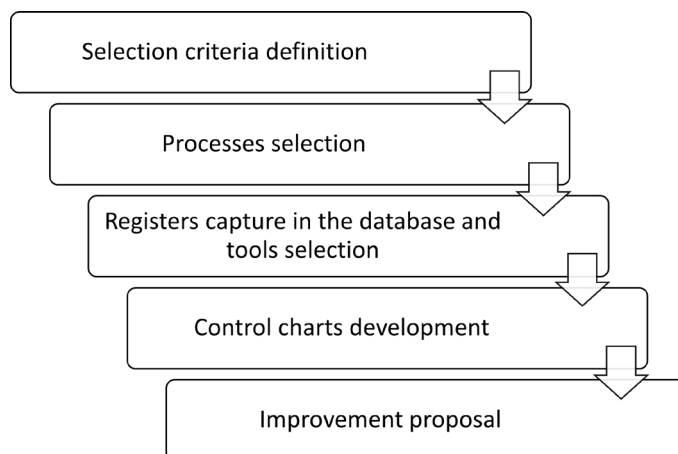 Selection criteria definition
Processes selection
Registers capture in the database and
tools selection
Control charts development
Improvement proposal